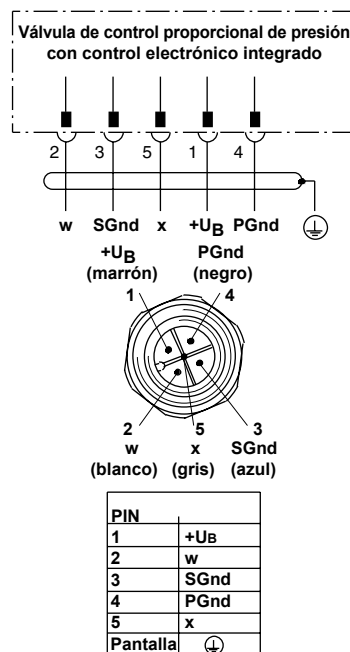 Válvula de control proporcional de presión
con control electrónico integrado
2 3 5 1 4
w SGnd x +UB PGnd
+UB PGnd
(marrón) (negro)
1 4
2 5 3
w x SGnd
(blanco) (gris) (azul)
PIN
1 +UB
2 w
3 SGnd
4 PGnd
5 x
Pantalla